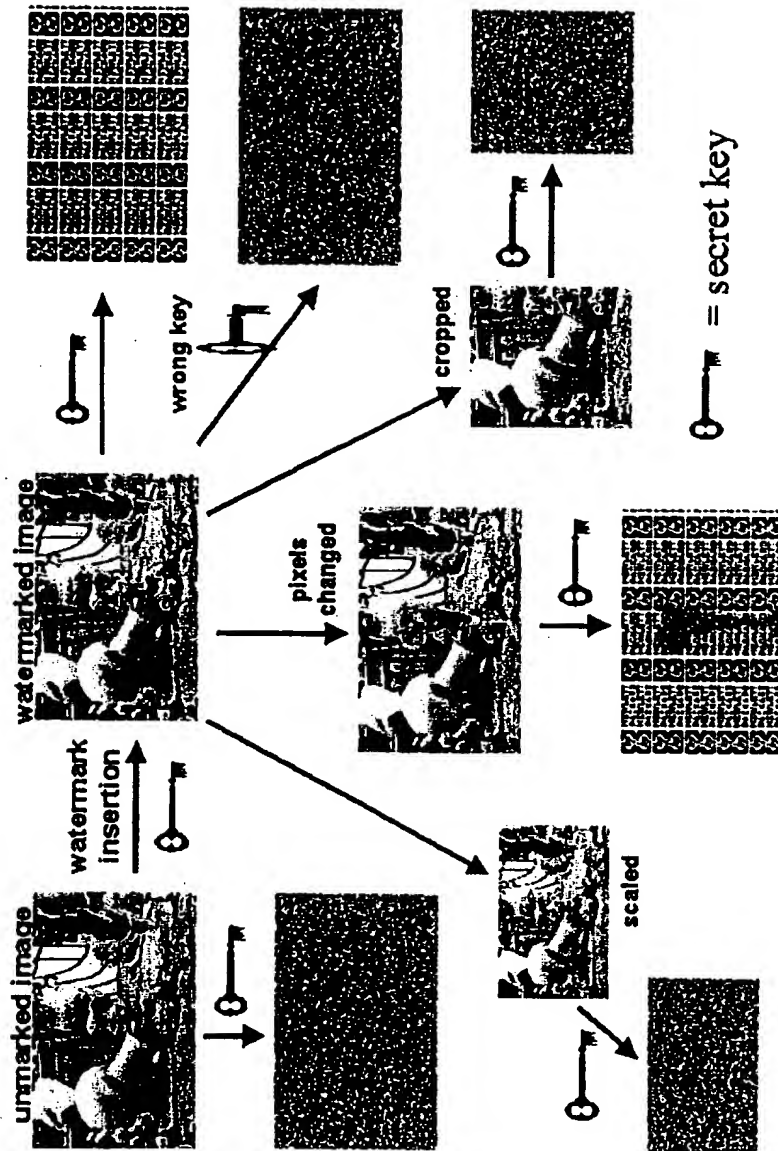 unmarked image
watermark
insertion
watermarked image
wrong key
pixels
changed
cropped
scaled
= secret key